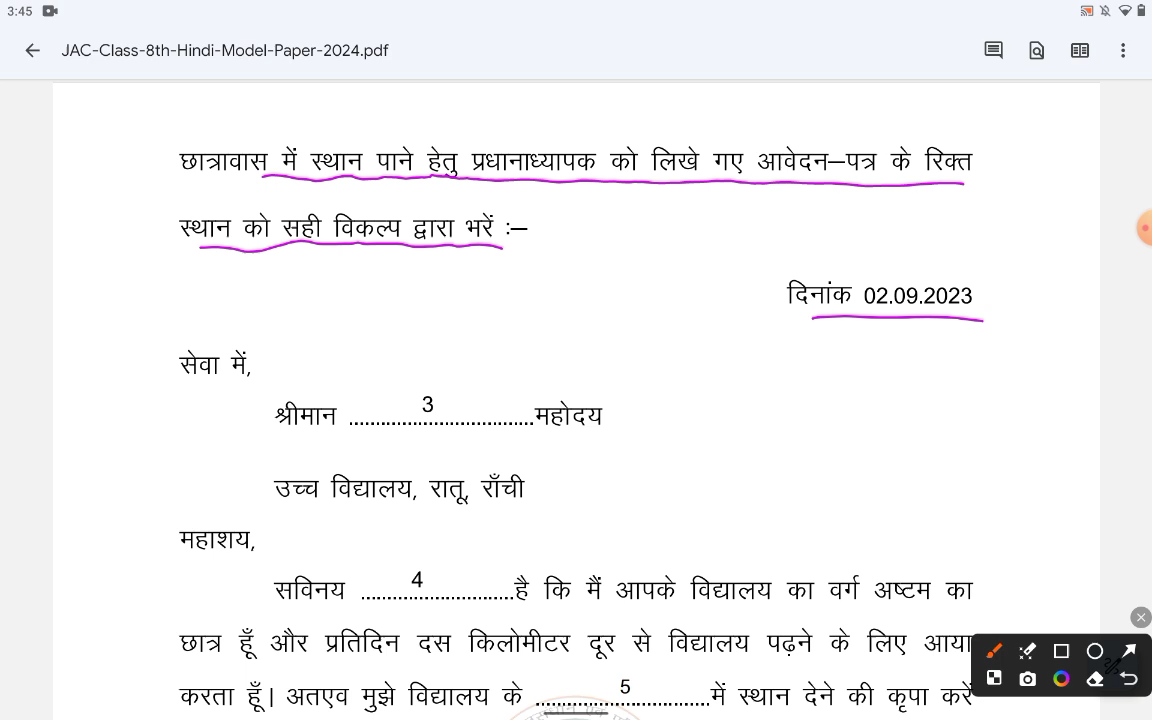 3:45
JAC-Class-8th-Hindi-Model-Paper-2024.pdf
छात्रावास में स्थान पाने हेतु प्रधानाध्यापक को लिखे गए आवेदन–पत्र के रिक्त
स्थान को सही विकल्प द्वारा भरें :–
दिनांक 02.09.2023
सेवा में,
श्रीमान ..........3..........महोदय
उच्च विद्यालय, रातू, राँची
महाशय,
सविनय ..........4..........है कि मैं आपके विद्यालय का वर्ग अष्टम का
छात्र हूँ और प्रतिदिन दस किलोमीटर दूर से विद्यालय पढ़ने के लिए आया
करता हूँ| अतएव मुझे विद्यालय के ..........5..........में स्थान देने की कृपा करें